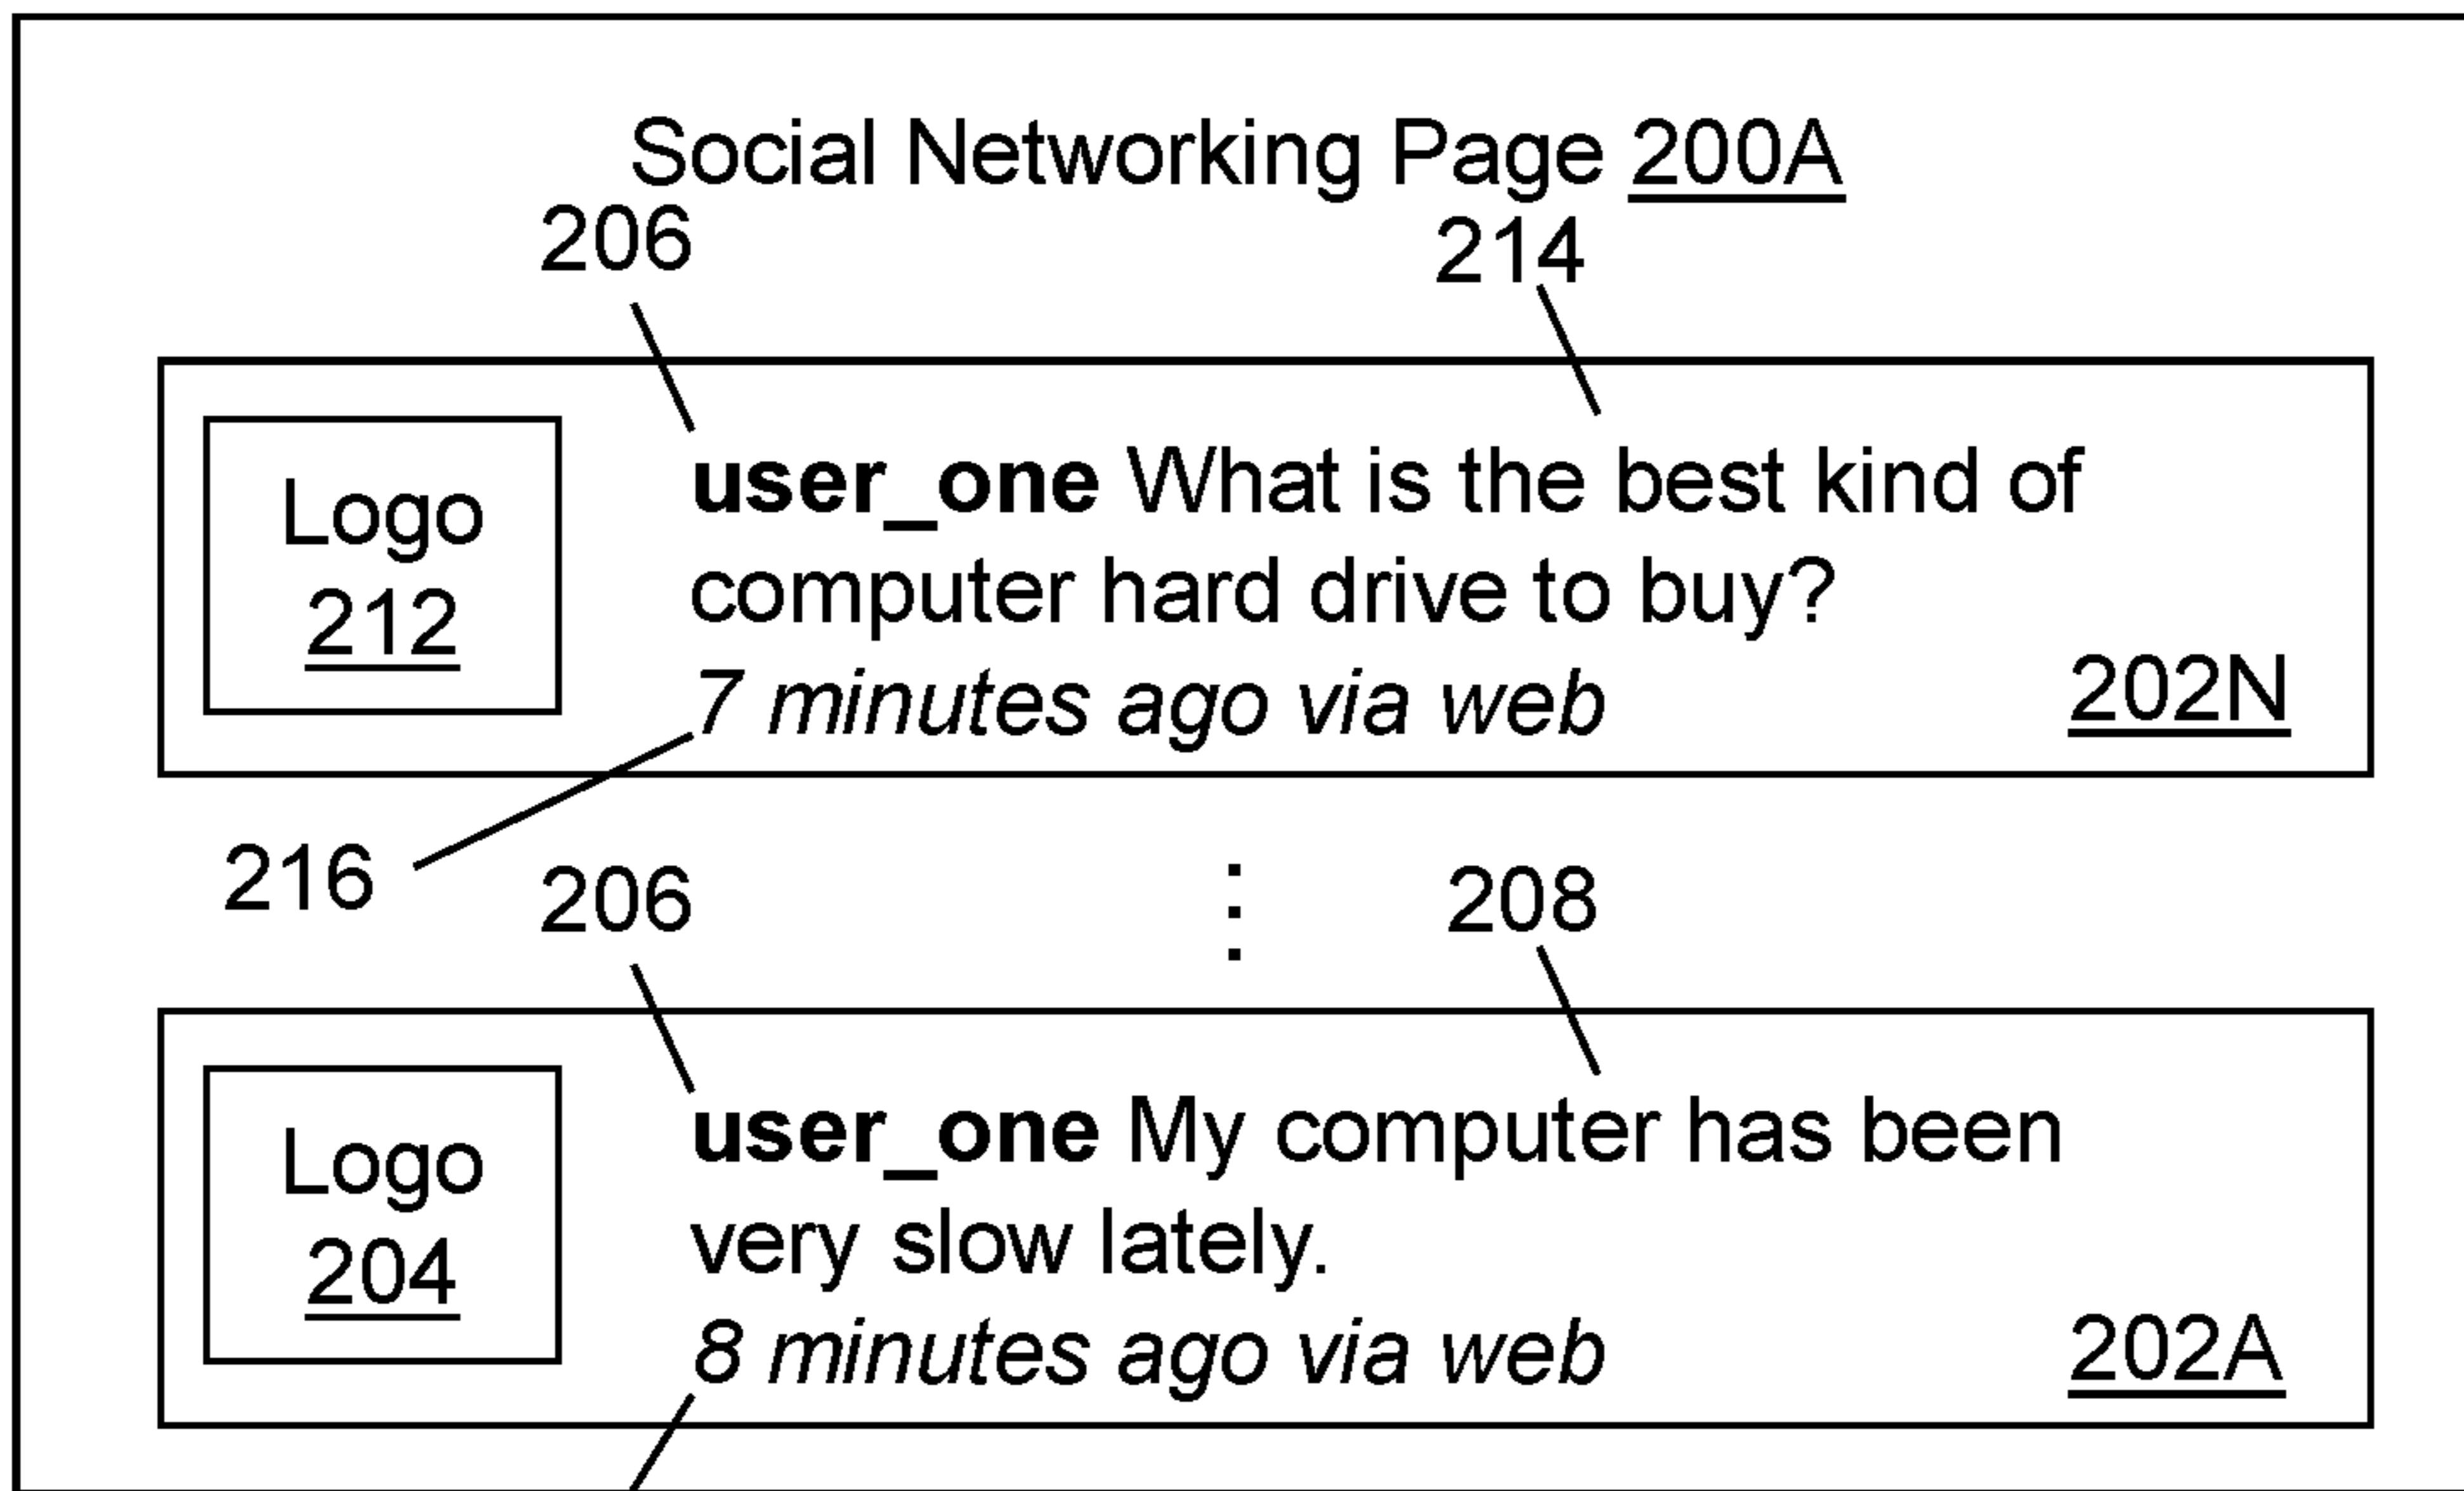 Social Networking Page 200A
206
214
Logo
212
user_one What is the best kind of
computer hard drive to buy?
7 minutes ago via web
202N
216
206
208
Logo
204
user_one My computer has been
very slow lately.
8 minutes ago via web
202A